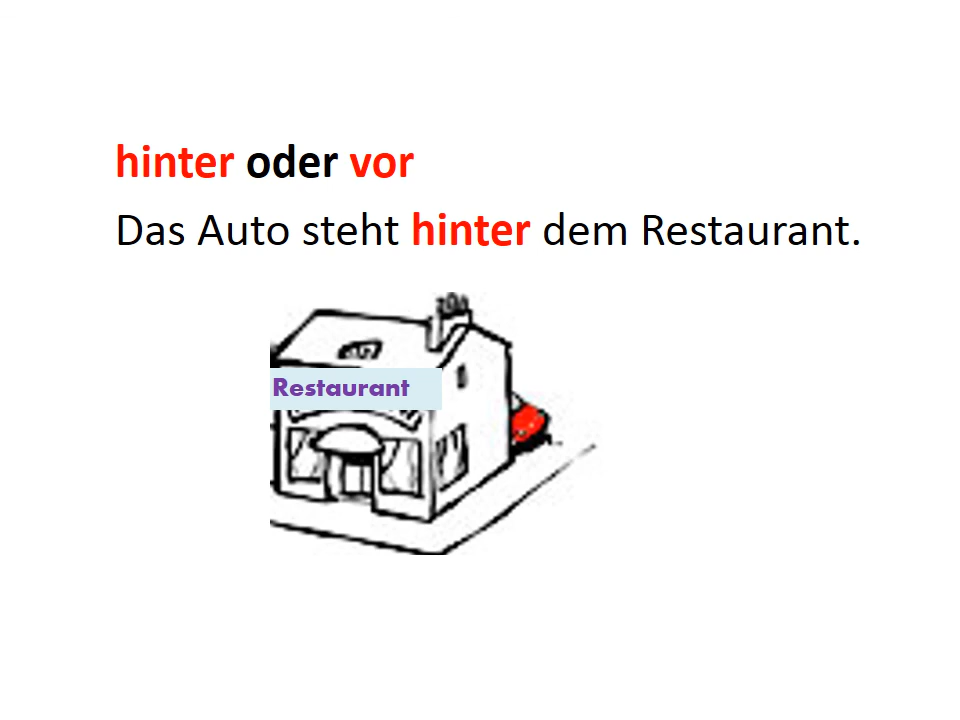 hinter oder vor
Das Auto steht hinter dem Restaurant.
Restaurant